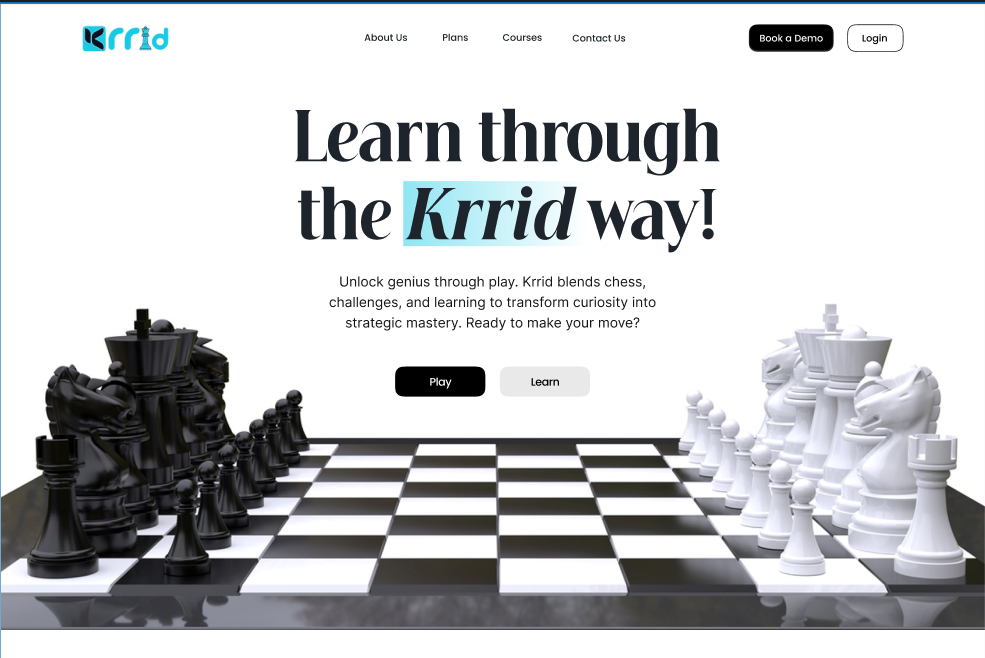 Krrid
About Us
Plans
Courses
Contact Us
Book a Demo
Login
Learn through
the Krrid way!
Unlock genius through play. Krrid blends chess,
challenges, and learning to transform curiosity into
strategic mastery. Ready to make your move?
Play
Learn